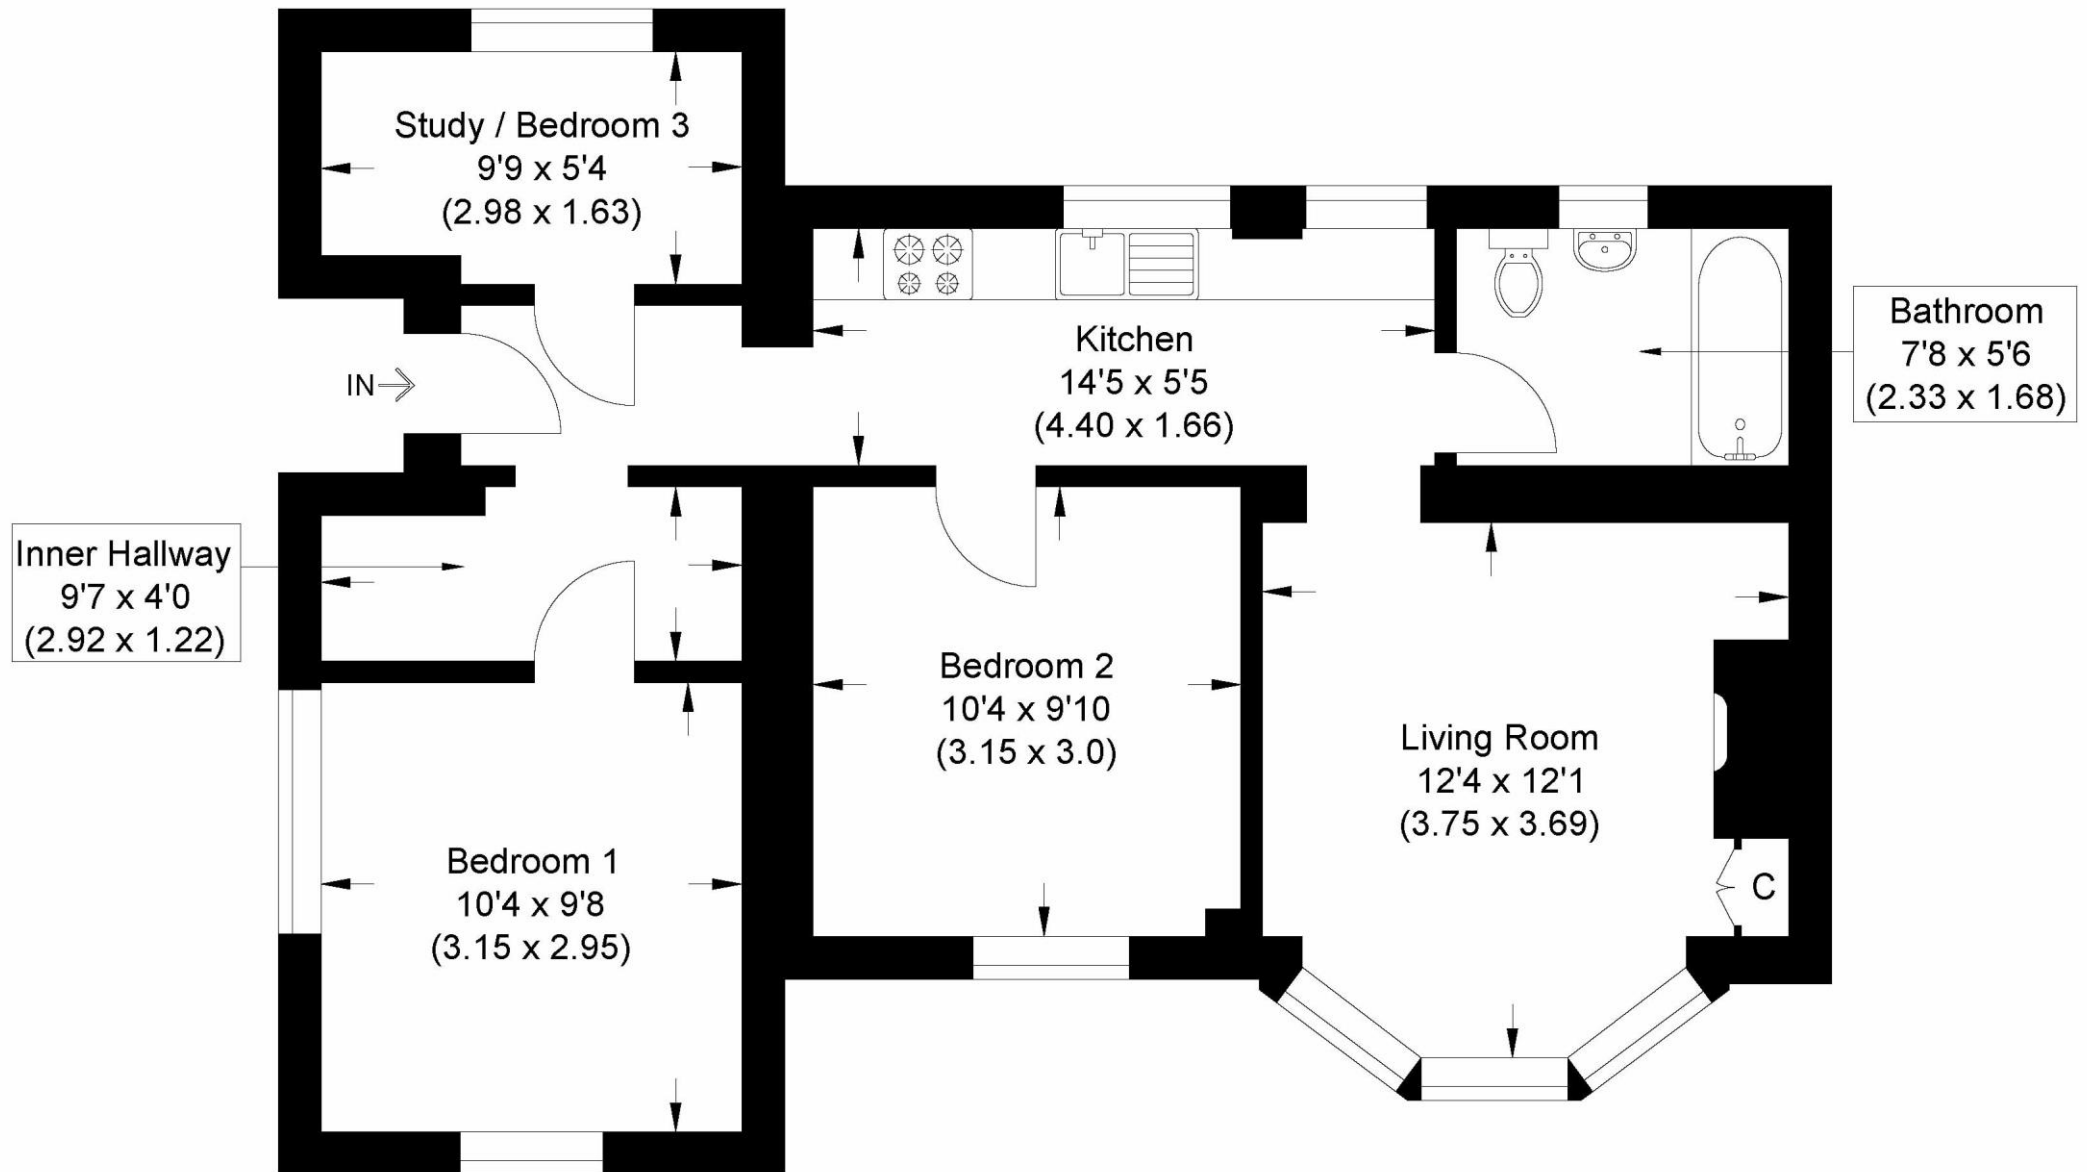 Study / Bedroom 3
9'9 x 5'4
(2.98 x 1.63)
Kitchen
14'5 x 5'5
(4.40 x 1.66)
Bathroom
7'8 x 5'6
(2.33 x 1.68)
IN
Inner Hallway
9'7 x 4'0
(2.92 x 1.22)
Bedroom 2
10'4 x 9'10
(3.15 x 3.0)
Living Room
12'4 x 12'1
(3.75 x 3.69)
Bedroom 1
10'4 x 9'8
(3.15 x 2.95)
C